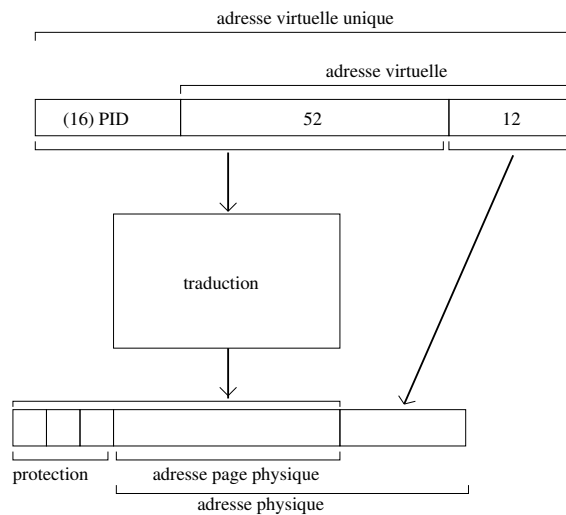 adresse virtuelle unique
adresse virtuelle
(16) PID 52 12
traduction
protection adresse page physique
adresse physique